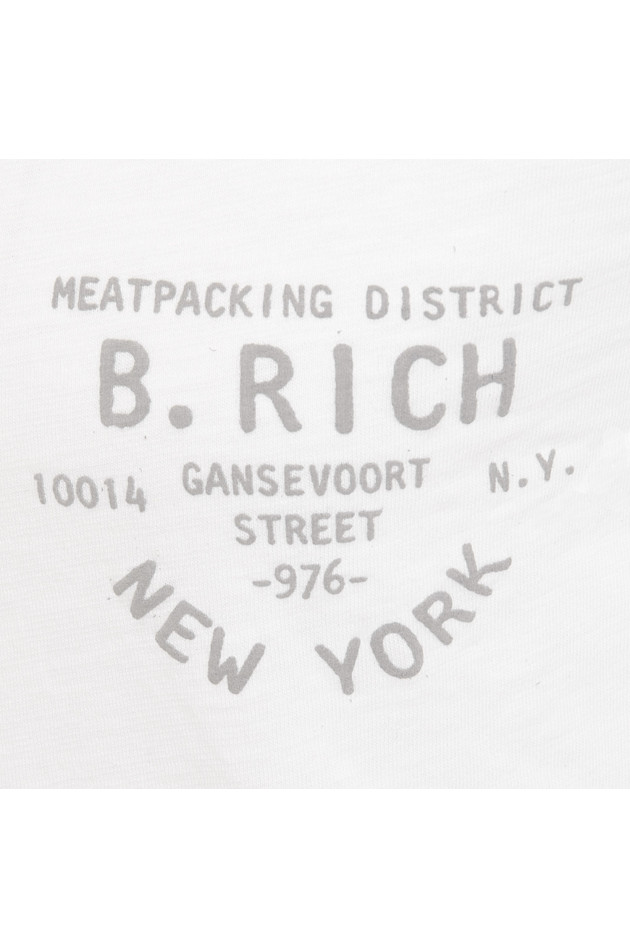 MEATPACKING DISTRICT
B. RICH
10014 GANSEVOORT N.Y.
STREET
-976-
NEW YORK